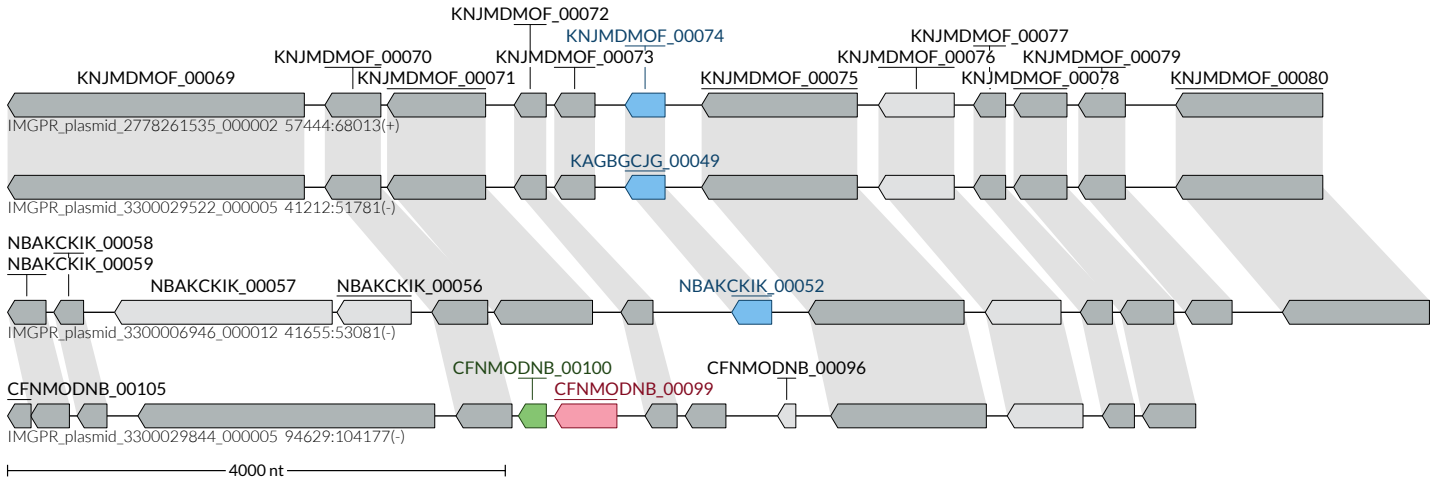 KNJMDMOF_00072
KNJMDMOF_00074
KNJMDMOF_00077
KNJMDMOF_00070
KNJMDMOF_00073
KNJMDMOF_00076
KNJMDMOF_00079
KNJMDMOF_00069
KNJMDMOF_00071
KNJMDMOF_00075
KNJMDMOF_00078
KNJMDMOF_00080
IMGPR_plasmid_2778261535_000002 57444:68013(+)
KAGBGCJG_00049
IMGPR_plasmid_3300029522_000005 41212:51781(-)
NBAKCKIK_00058
NBAKCKIK_00059
NBAKCKIK_00057
NBAKCKIK_00056
NBAKCKIK_00052
IMGPR_plasmid_3300006946_000012 41655:53081(-)
CFNMODNB_00100
CFNMODNB_00096
CFNMODNB_00105
CFNMODNB_00099
IMGPR_plasmid_3300029844_000005 94629:104177(-)
4000 nt